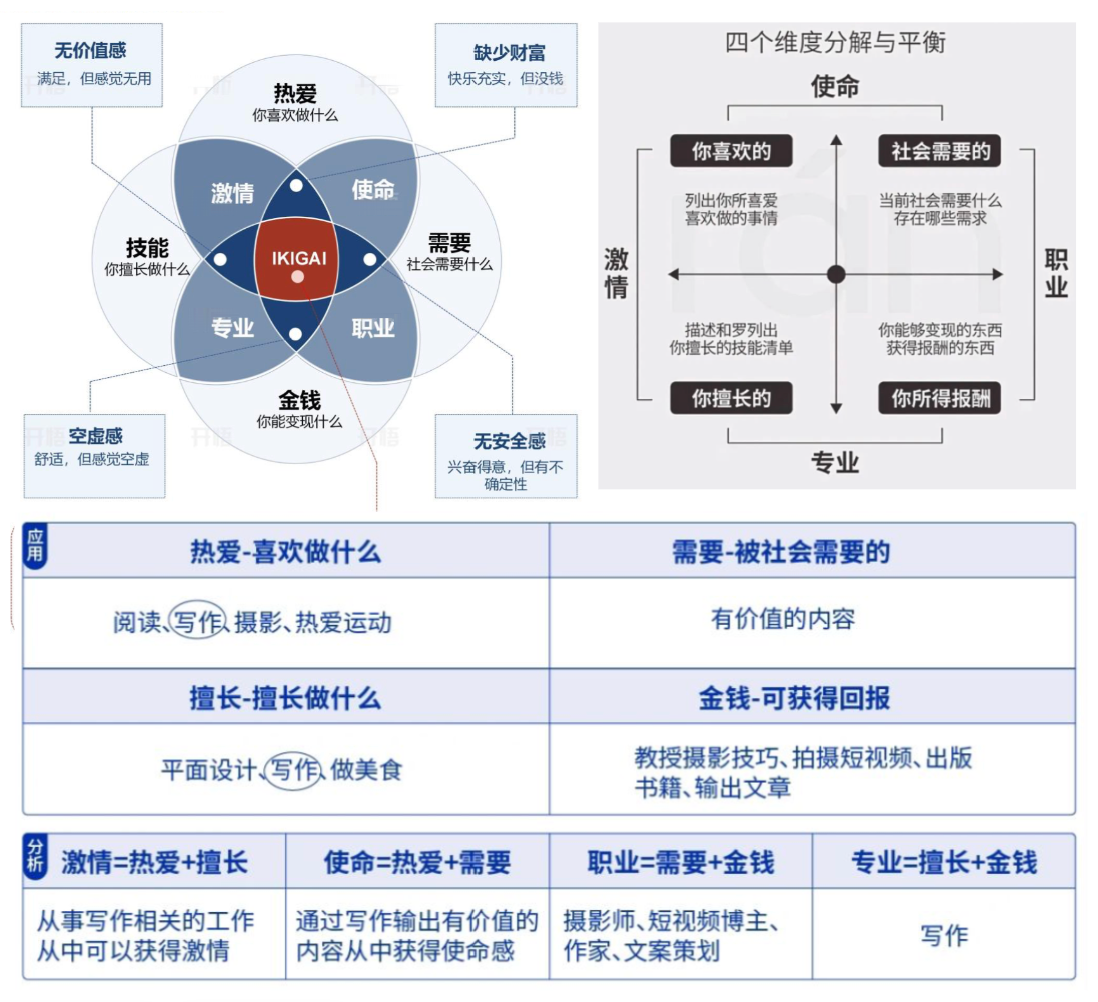 无价值感
满足，但感觉无用
缺少财富
快乐充实，但没钱
热爱
你喜欢做什么
激情
使命
技能
你擅长做什么
IKIGAI
需要
社会需要什么
专业
职业
金钱
你能变现什么
空虚感
舒适，但感觉空虚
无安全感
兴奋得意，但有不
确定性
四个维度分解与平衡
使命
你喜欢的
社会需要的
列出你所喜爱
喜欢做的事情
当前社会需要什么
存在哪些需求
激情
职业
描述和罗列出
你擅长的技能清单
你能够变现的东西
获得报酬的东西
你擅长的
你所得报酬
专业
应用
热爱-喜欢做什么
需要-被社会需要的
阅读、写作、摄影、热爱运动
有价值的内容
擅长-擅长做什么
金钱-可获得回报
平面设计、写作、做美食
教授摄影技巧、拍摄短视频、出版
书籍、输出文章
分析
激情=热爱+擅长
使命=热爱+需要
职业=需要+金钱
专业=擅长+金钱
从事写作相关的工作
从中可以获得激情
通过写作输出有价值的
内容从中获得使命感
摄影师、短视频博主、
作家、文案策划
写作